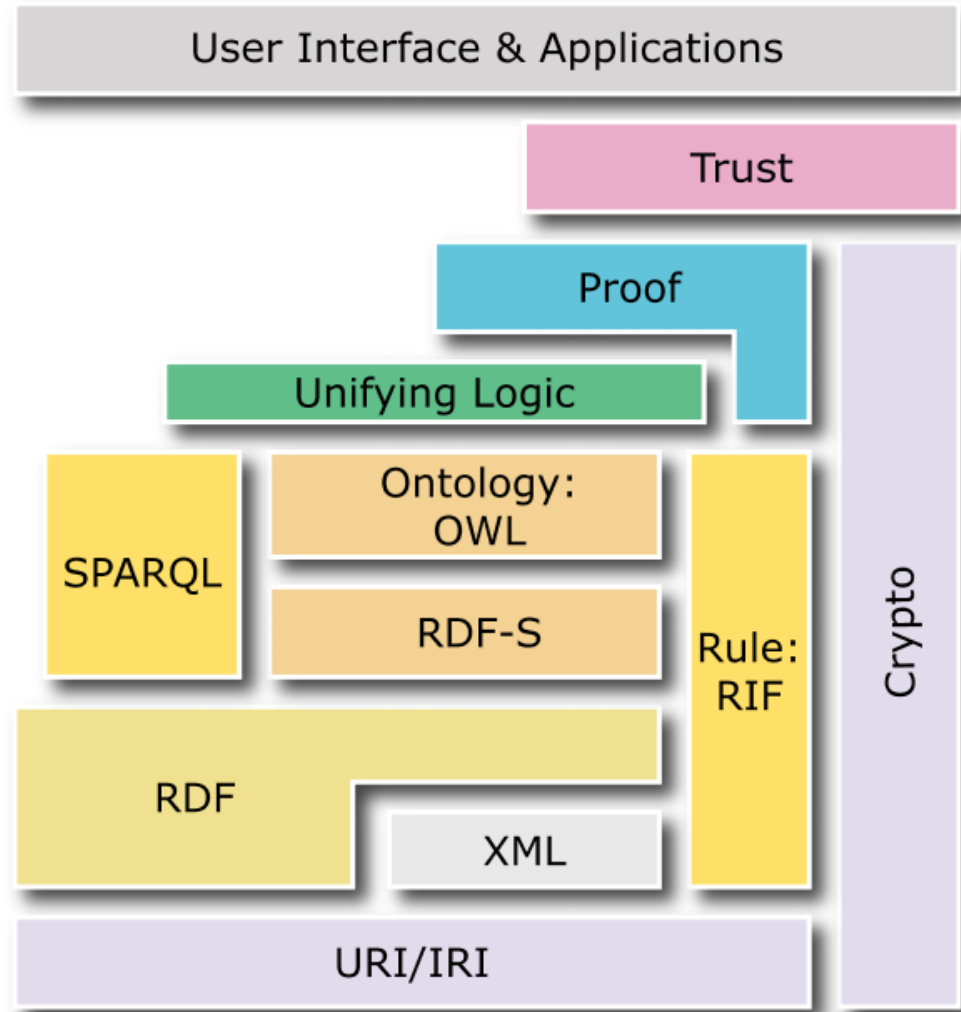 User Interface & Applications
Trust
Proof
Unifying Logic
Ontology:
OWL
SPARQL
RDF-S
Rule:
RIF
Crypto
RDF
XML
URI/IRI